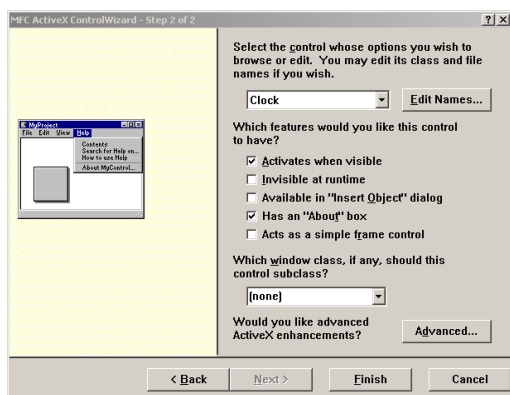 MFC ActiveX ControlWizard - Step 2 of 2
Select the control whose options you wish to
browse or edit.  You may edit its class and file
names if you wish.
Clock
Edit Names...
MyProject
File Edit View Help
Contents
Search for Help on...
How to use Help
About MyControl...
Which features would you like this control
to have?
Activates when visible
Invisible at runtime
Available in "Insert Object" dialog
Has an "About" box
Acts as a simple frame control
Which window class, if any, should this
control subclass?
(none)
Would you like advanced
ActiveX enhancements?
Advanced...
< Back
Next >
Finish
Cancel